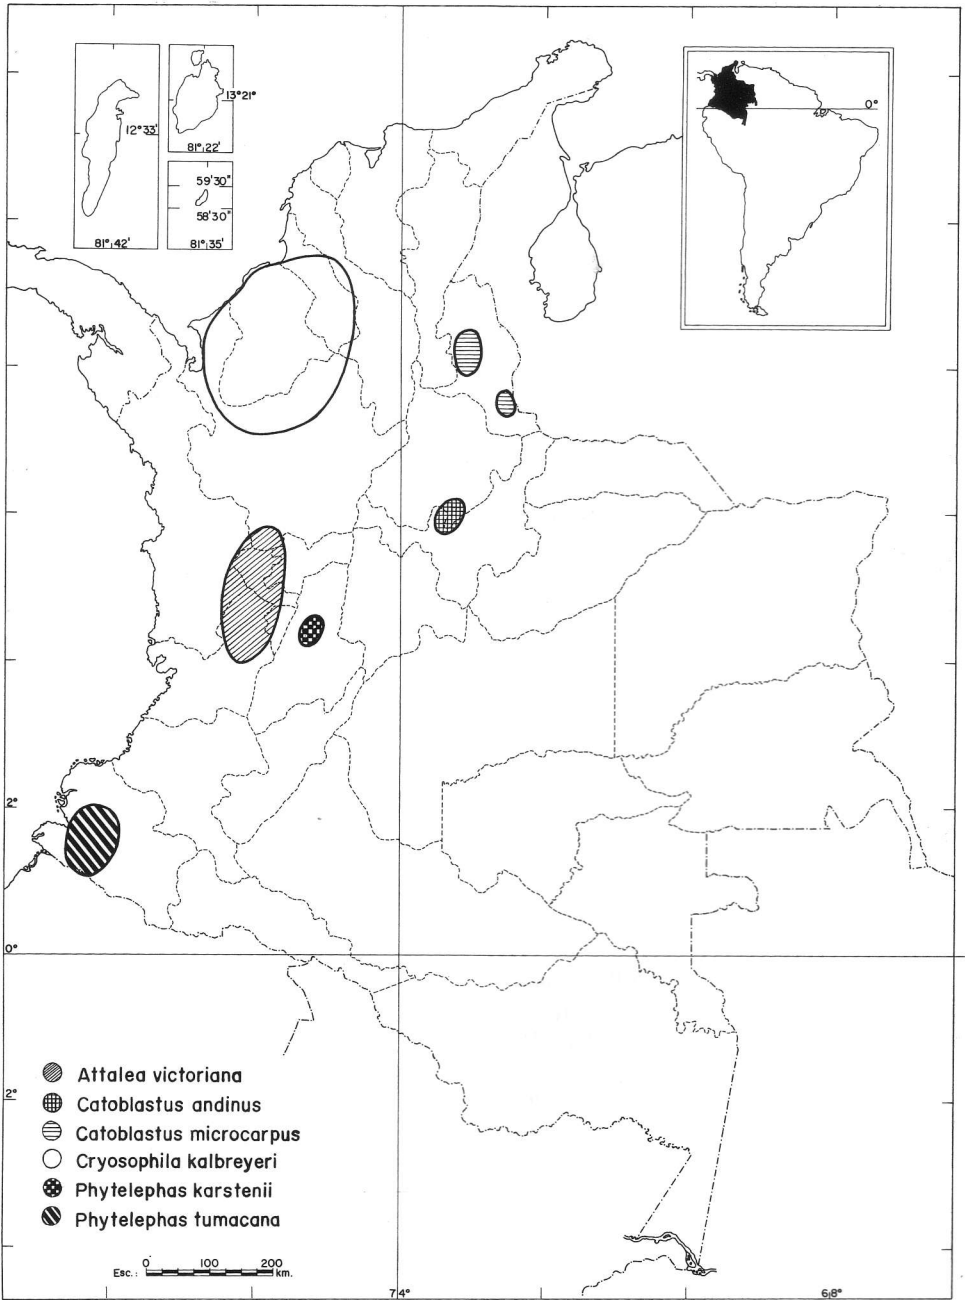 12°33'
81°,42'
13°21°
81°,22'
59'30"
58'30"
81°,35'
0°
2°
0°
2°
Attalea victoriana
Catoblastus andinus
Catoblastus microcarpus
Cryosophila kalbreyeri
Phytelephas karstenii
Phytelephas tumacana
Esc.: 0 100 200 km.
74°
68°